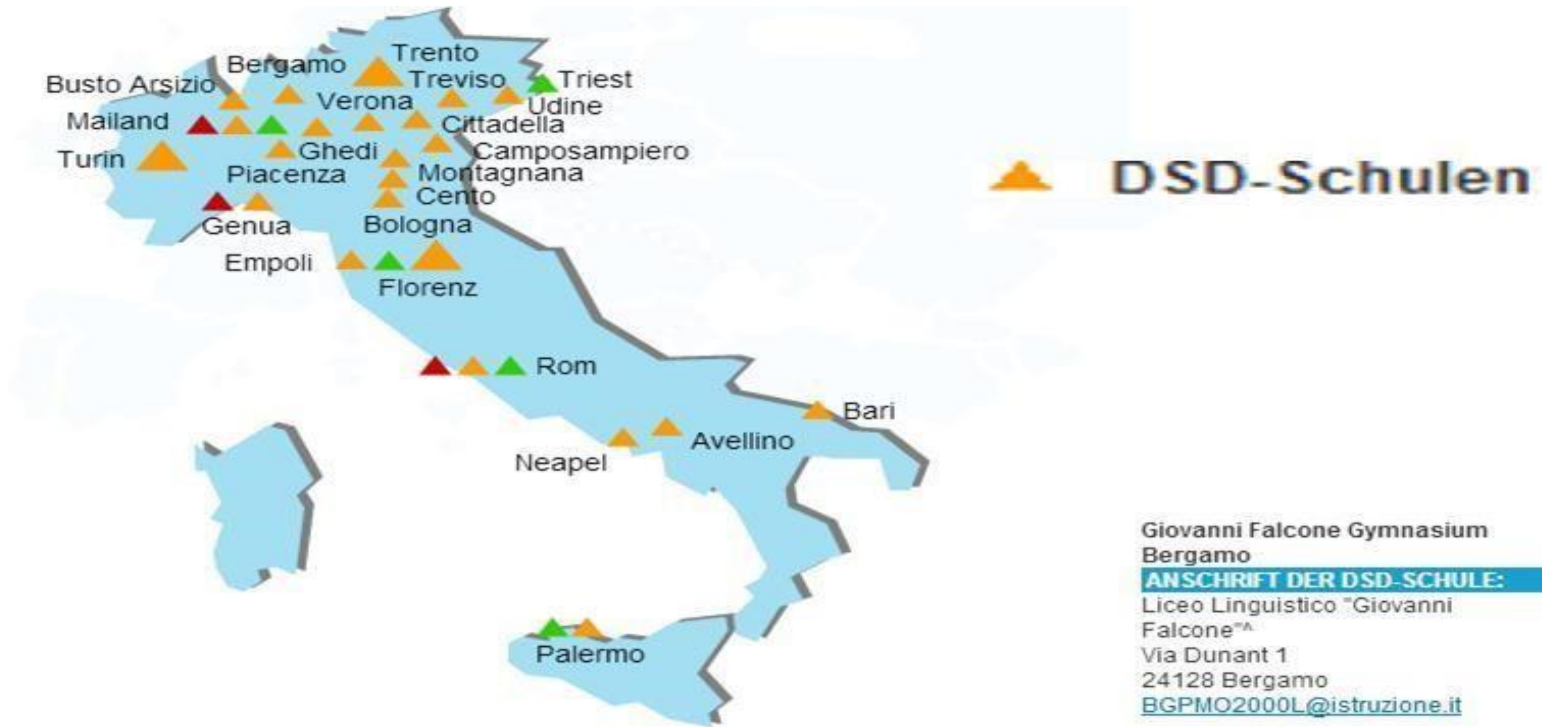 Trento
Bergamo
Treviso
Triest
Busto Arsizio
Verona
Udine
Mailand
Cittadella
Turin
Ghedi
Camposampiero
Piacenza
Montagnana
Cento
Genua
Bologna
Empoli
Florenz
Rom
Bari
Avellino
Neapel
Palermo
DSD-Schulen
Giovanni Falcone Gymnasium
Bergamo
ANSCHRIFT DER DSD-SCHULE:
Liceo Linguistico "Giovanni
Falcone"^
Via Dunant 1
24128 Bergamo
BGPMO2000L@istruzione.it